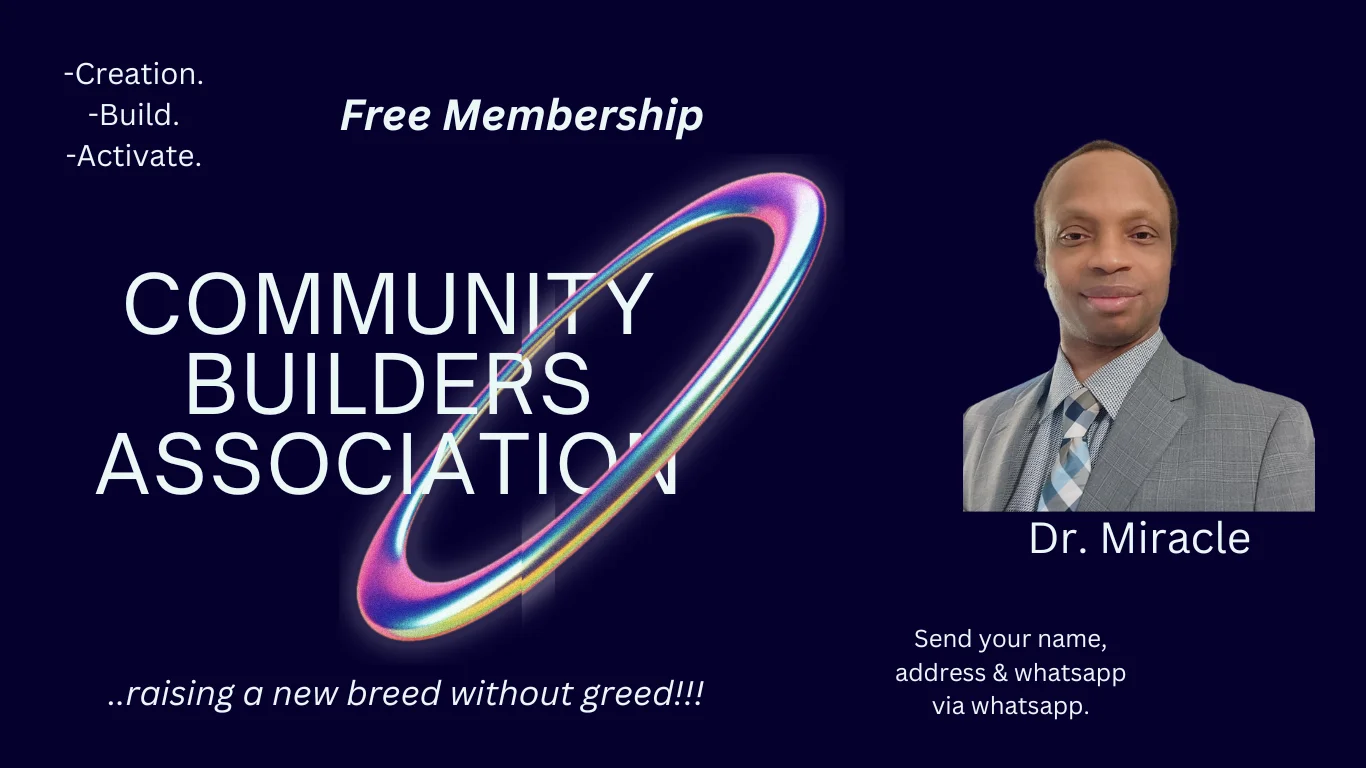 -Creation.
-Build.
-Activate.
Free Membership
COMMUNITY
BUILDERS
ASSOCIATION
..raising a new breed without greed!!!
Dr. Miracle
Send your name,
address & whatsapp
via whatsapp.